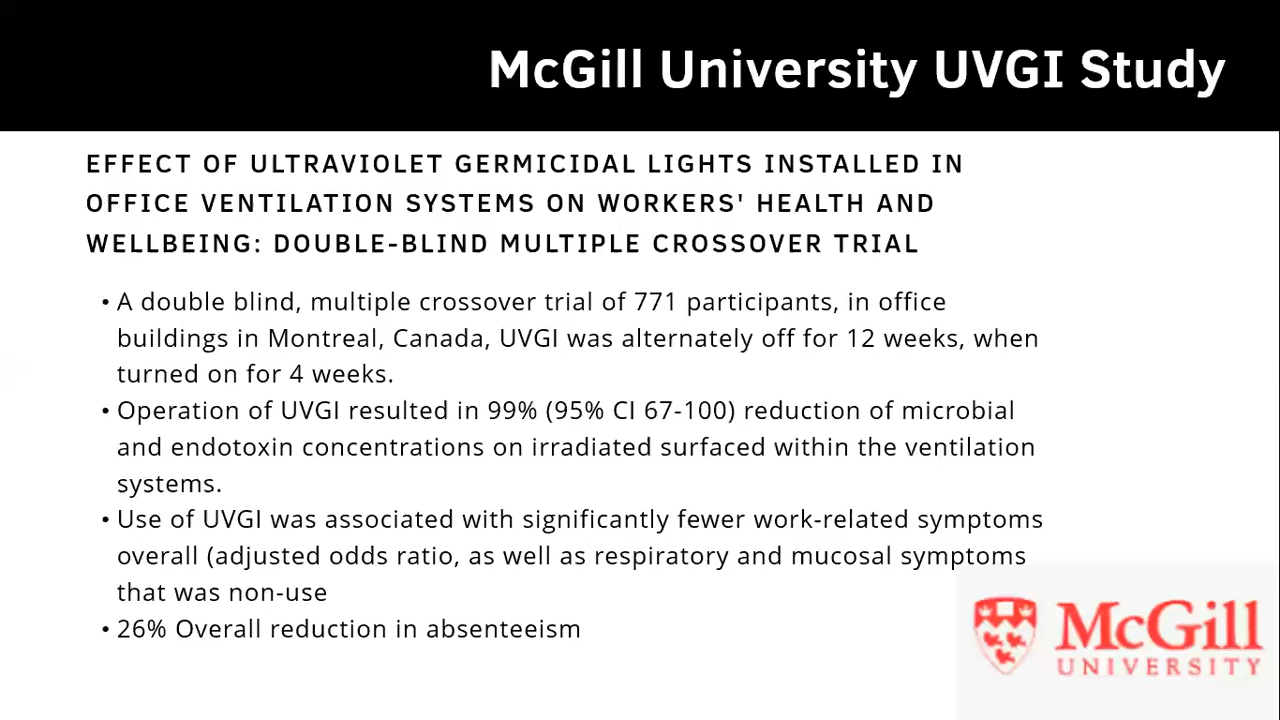 McGill University UVGI Study
EFFECT OF ULTRAVIOLET GERMICIDAL LIGHTS INSTALLED IN
OFFICE VENTILATION SYSTEMS ON WORKERS' HEALTH AND
WELLBEING: DOUBLE-BLIND MULTIPLE CROSSOVER TRIAL
• A double blind, multiple crossover trial of 771 participants, in office
buildings in Montreal, Canada, UVGI was alternately off for 12 weeks, when
turned on for 4 weeks.
• Operation of UVGI resulted in 99% (95% CI 67-100) reduction of microbial
and endotoxin concentrations on irradiated surfaced within the ventilation
systems.
• Use of UVGI was associated with significantly fewer work-related symptoms
overall (adjusted odds ratio, as well as respiratory and mucosal symptoms
that was non-use
• 26% Overall reduction in absenteeism
McGill
UNIVERSITY